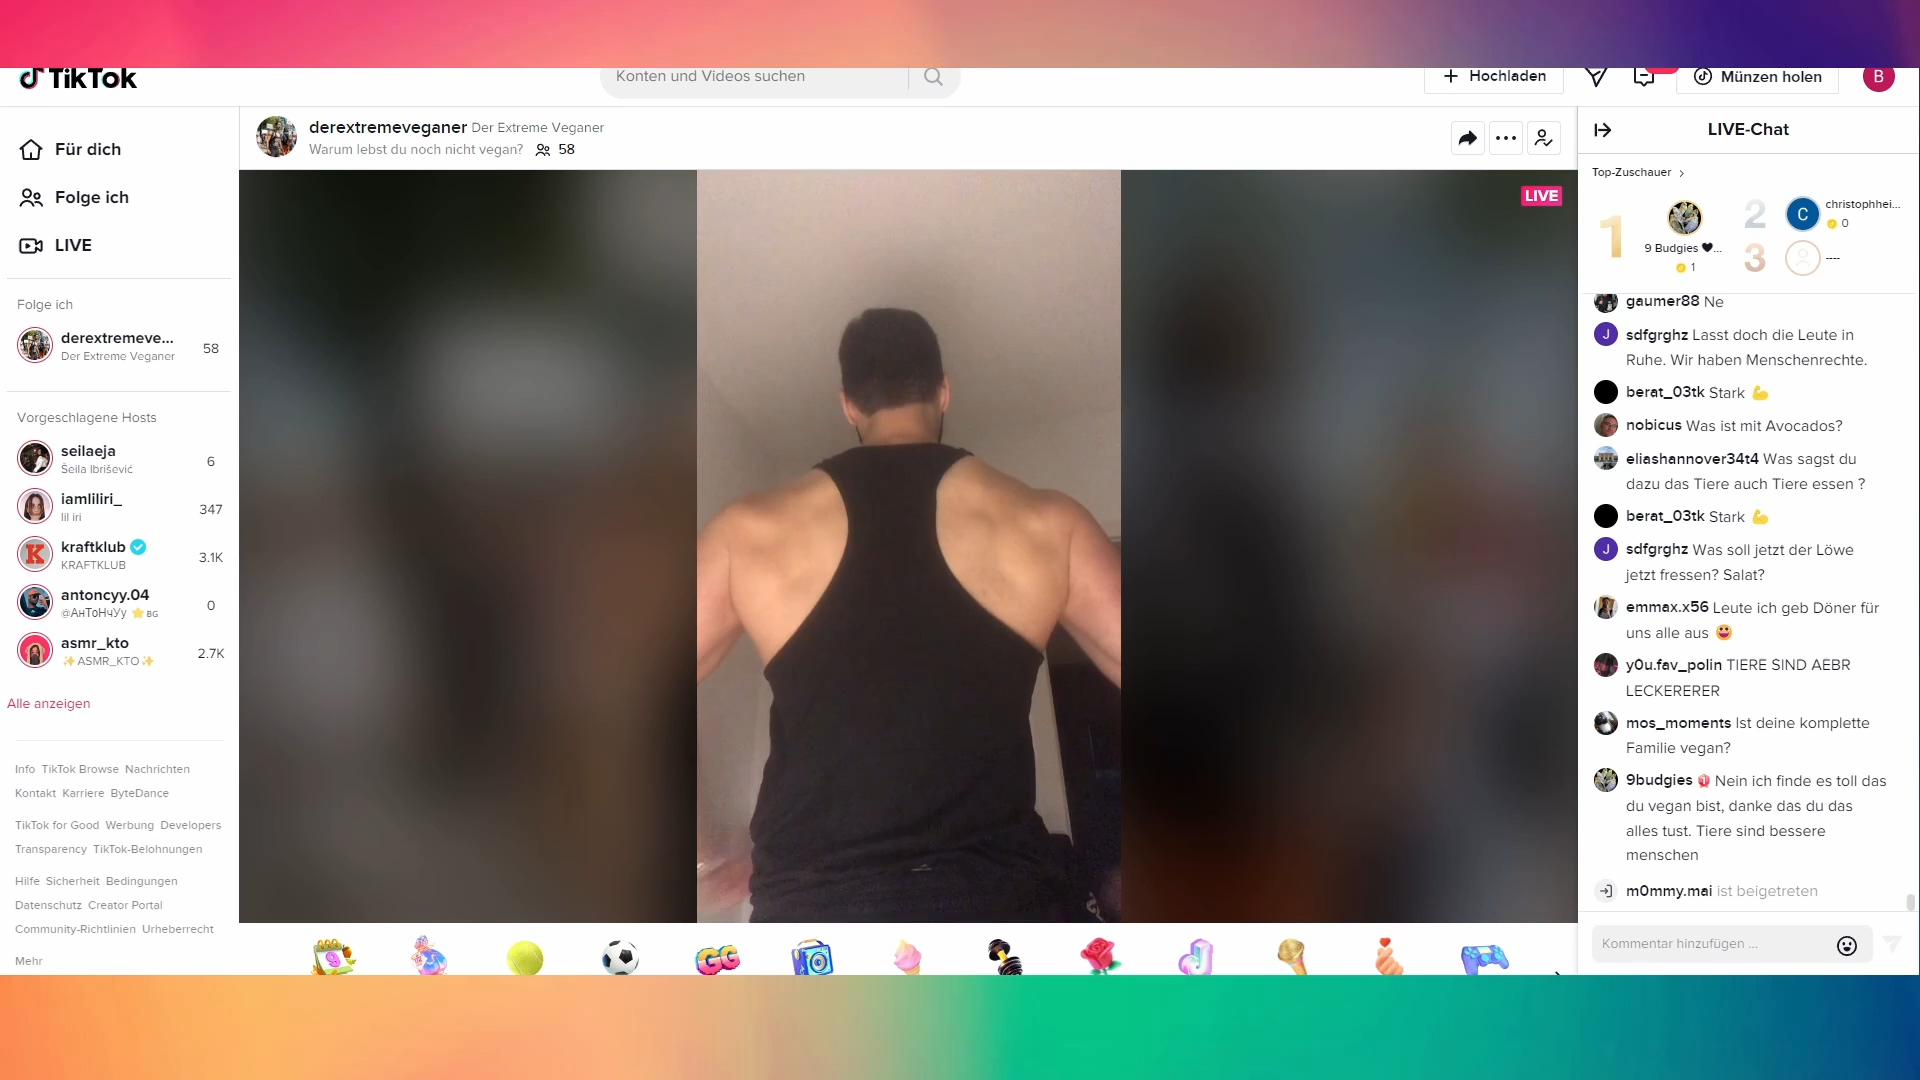 TikTok
Konten und Videos suchen
Hochladen
Münzen holen
B
Für dich
Folge ich
LIVE
Folge ich
derextremeve...
Der Extreme Veganer
58
Vorgeschlagene Hosts
seilaeja
Šeila Ibrišević
6
iamliliri_
lil iri
347
kraftklub
KRAFTKLUB
3.1K
antoncyy.04
@АнТоНчУу ⭐ BG
0
asmr_kto
✨ASMR_KTO✨
2.7K
Alle anzeigen
Info TikTok Browse Nachrichten
Kontakt Karriere ByteDance
TikTok for Good Werbung Developers
Transparency TikTok-Belohnungen
Hilfe Sicherheit Bedingungen
Datenschutz Creator Portal
Community-Richtlinien Urheberrecht
Mehr
derextremeveganer Der Extreme Veganer
Warum lebst du noch nicht vegan? 58
LIVE
9
GG
LIVE-Chat
Top-Zuschauer
1
9 Budgies 🖤...
1
2
C
christophhei...
0
3
----
gaumer88 Ne
J
sdfgrghz Lasst doch die Leute in
Ruhe. Wir haben Menschenrechte.
berat_03tk Stark 💪
nobicus Was ist mit Avocados?
eliashannover34t4 Was sagst du
dazu das Tiere auch Tiere essen ?
berat_03tk Stark 💪
J
sdfgrghz Was soll jetzt der Löwe
jetzt fressen? Salat?
emmax.x56 Leute ich geb Döner für
uns alle aus 😀
y0u.fav_polin TIERE SIND AEBR
LECKERERER
mos_moments Ist deine komplette
Familie vegan?
9budgies 1 Nein ich finde es toll das
du vegan bist, danke das du das
alles tust. Tiere sind bessere
menschen
m0mmy.mai ist beigetreten
Kommentar hinzufügen ...